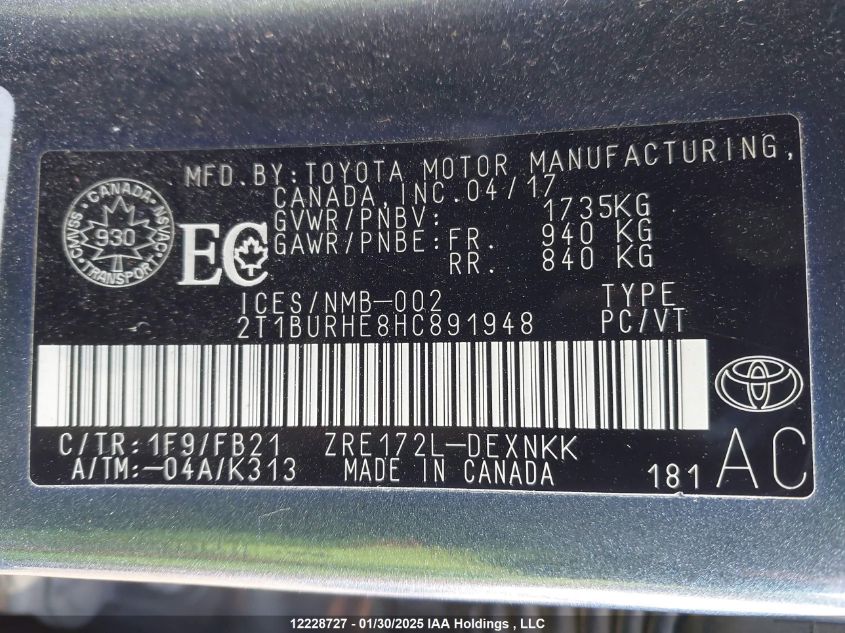 MFD.BY:TOYOTA MOTOR MANUFACTURING,
CANADA,INC.04/17
GVWR/PNBV: 1735KG
GAWR/PNBE:FR. 940 KG
RR. 840 KG
CANADA
CMVSS 930 NSVAC
TRANSPORT
EC
ICES/NMB-002 TYPE
2T1BURHE8HC891948 PC/VT
C/TR:1F9/FB21 ZRE172L-DEXNKK
A/TM:-04A/K313 MADE IN CANADA 181 AC
12228727 - 01/30/2025 IAA Holdings , LLC